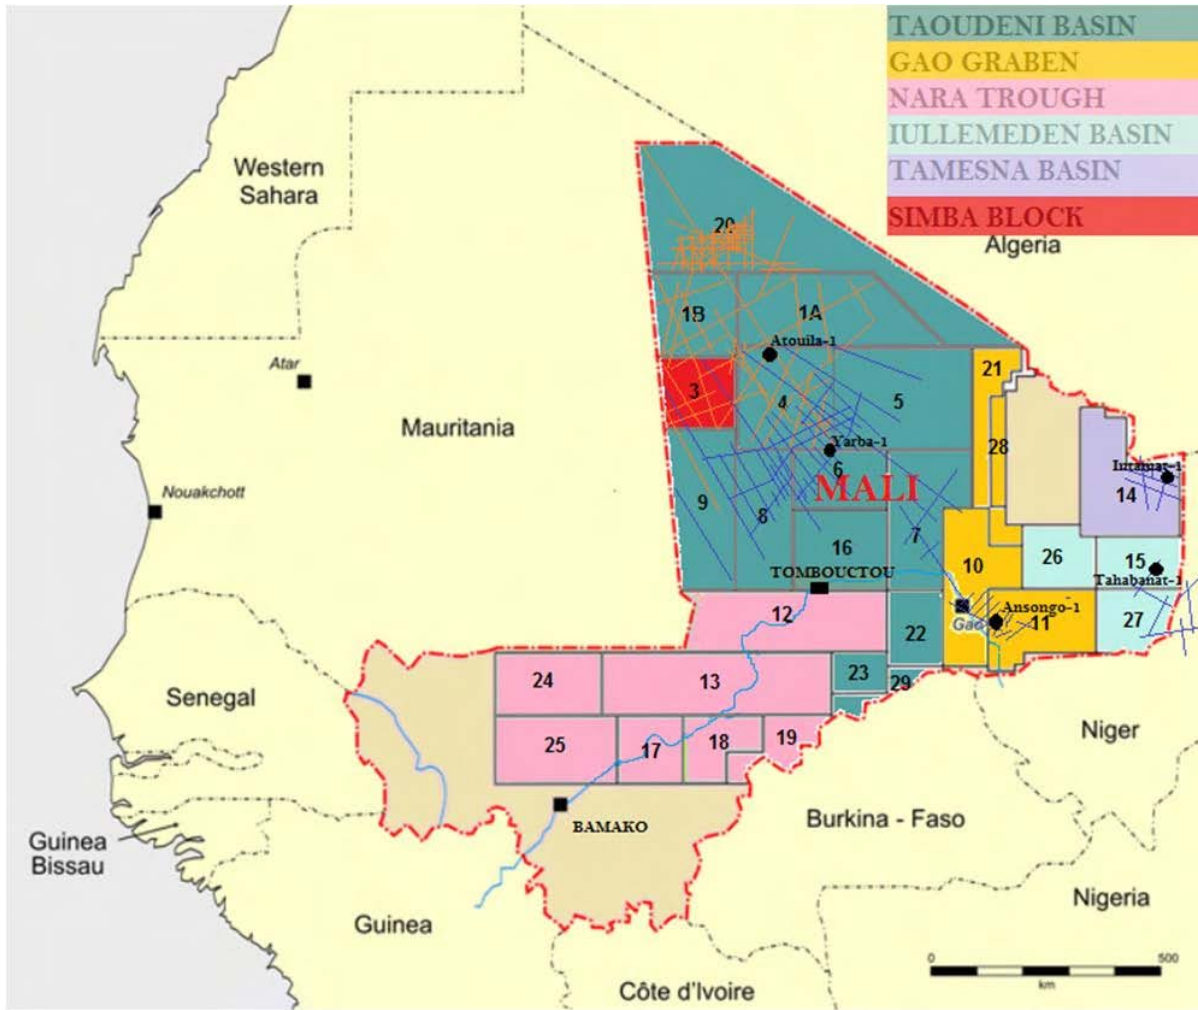 TAOUDENI BASIN
GAO GRABEN
NARA TROUGH
IULLEMEDEN BASIN
TAMESNA BASIN
SIMBA BLOCK
Algeria
Western
Sahara
20
1B
1A
Atouila-1
Atar
3
4
5
21
Mauritania
28
Yarba-1
6
MALI
Nouakchott
9
8
7
14
16
10
26
15
TOMBOUCTOU
Tahabanat-1
12
Ansongo-1
Gao
11
27
22
24
13
23
29
Senegal
25
17
18
19
Niger
BAMAKO
Burkina - Faso
Guinea
Bissau
Guinea
Nigeria
0 500
km
Côte d'Ivoire